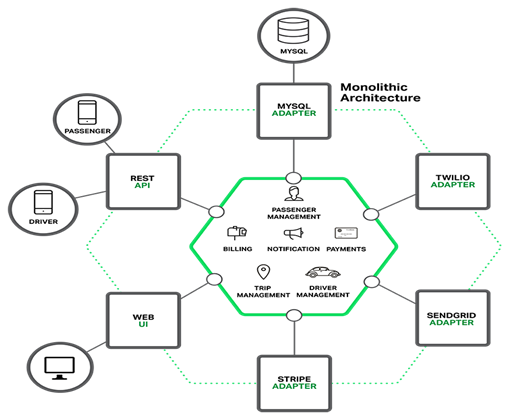 MYSQL
Monolithic
Architecture
MYSQL
ADAPTER
PASSENGER
REST
API
TWILIO
ADAPTER
DRIVER
PASSENGER
MANAGEMENT
BILLING
NOTIFICATION
PAYMENTS
TRIP
MANAGEMENT
DRIVER
MANAGEMENT
WEB
UI
SENDGRID
ADAPTER
STRIPE
ADAPTER